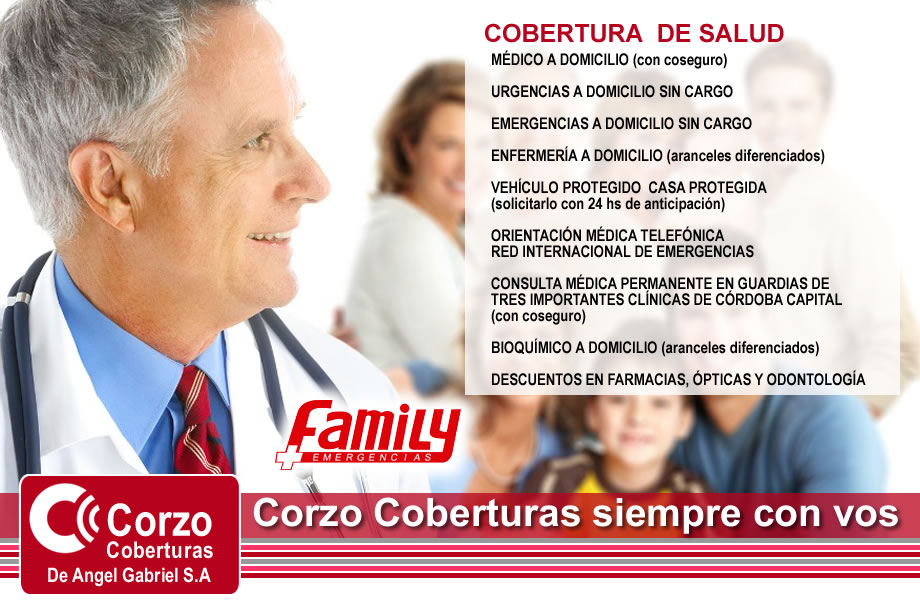 COBERTURA DE SALUD
MÉDICO A DOMICILIO (con coseguro)
URGENCIAS A DOMICILIO SIN CARGO
EMERGENCIAS A DOMICILIO SIN CARGO
ENFERMERÍA A DOMICILIO (aranceles diferenciados)
VEHÍCULO PROTEGIDO CASA PROTEGIDA
(solicitarlo con 24 hs de anticipación)
ORIENTACIÓN MÉDICA TELEFÓNICA
RED INTERNACIONAL DE EMERGENCIAS
CONSULTA MÉDICA PERMANENTE EN GUARDIAS DE
TRES IMPORTANTES CLÍNICAS DE CÓRDOBA CAPITAL
(con coseguro)
BIOQUÍMICO A DOMICILIO (aranceles diferenciados)
DESCUENTOS EN FARMACIAS, ÓPTICAS Y ODONTOLOGÍA
Family
EMERGENCIAS
Corzo Coberturas siempre con vos
Corzo
Coberturas
De Angel Gabriel S.A